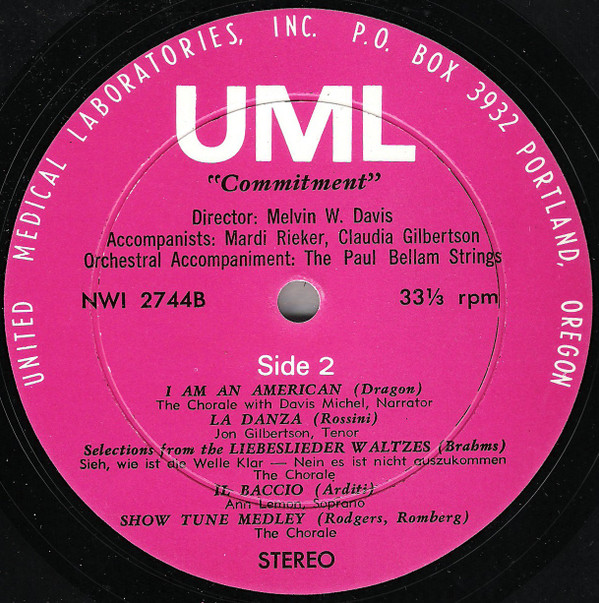 UNITED MEDICAL LABORATORIES, INC. P.O. BOX 3932 PORTLAND, OREGON
UML
"Commitment"
Director: Melvin W. Davis
Accompanists: Mardi Rieker, Claudia Gilbertson
Orchestral Accompaniment: The Paul Bellam Strings
NWI 2744B 33⅓ rpm
Side 2
I AM AN AMERICAN (Dragon)
The Chorale with Davis Michel, Narrator
LA DANZA (Rossini)
Jon Gilbertson, Tenor
Selections from the LIEBESLIEDER WALTZES (Brahms)
Sieh, wie ist die Welle Klar — Nein es ist nicht auszukommen
The Chorale
IL BACCIO (Arditi)
Ann Lemon, Soprano
SHOW TUNE MEDLEY (Rodgers, Romberg)
The Chorale
STEREO